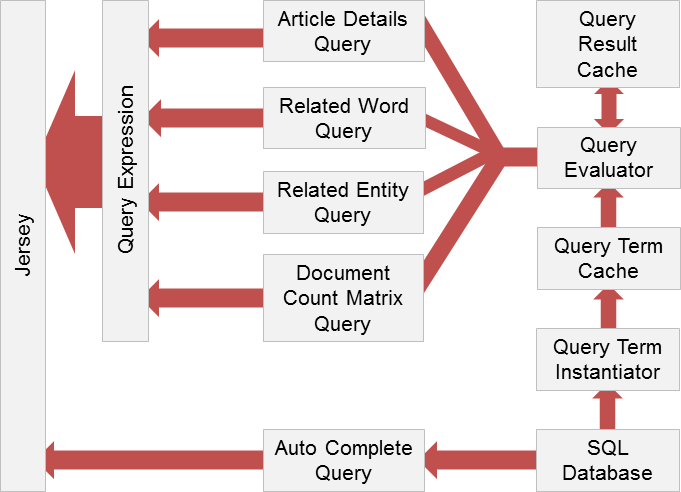 Jersey
Query Expression
Article Details
Query
Related Word
Query
Related Entity
Query
Document
Count Matrix
Query
Auto Complete
Query
Query
Result
Cache
Query
Evaluator
Query Term
Cache
Query Term
Instantiator
SQL
Database